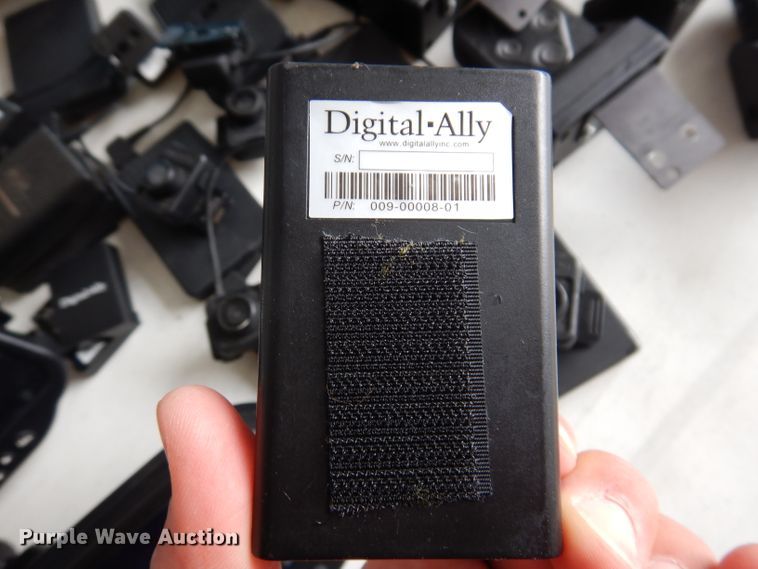 Digital·Ally
www.digitalallyinc.com
S/N:
P/N: 009-00008-01
Purple Wave Auction